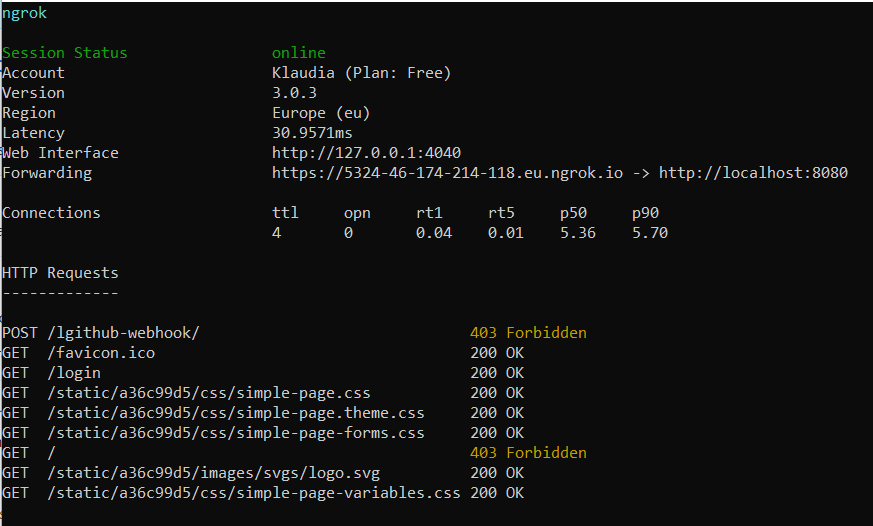 ngrok
Session Status online
Account Klaudia (Plan: Free)
Version 3.0.3
Region Europe (eu)
Latency 30.9571ms
Web Interface http://127.0.0.1:4040
Forwarding https://5324-46-174-214-118.eu.ngrok.io -> http://localhost:8080
Connections ttl opn rt1 rt5 p50 p90
4 0 0.04 0.01 5.36 5.70
HTTP Requests
-------------
POST /lgithub-webhook/ 403 Forbidden
GET /favicon.ico 200 OK
GET /login 200 OK
GET /static/a36c99d5/css/simple-page.css 200 OK
GET /static/a36c99d5/css/simple-page.theme.css 200 OK
GET /static/a36c99d5/css/simple-page-forms.css 200 OK
GET / 403 Forbidden
GET /static/a36c99d5/images/svgs/logo.svg 200 OK
GET /static/a36c99d5/css/simple-page-variables.css 200 OK